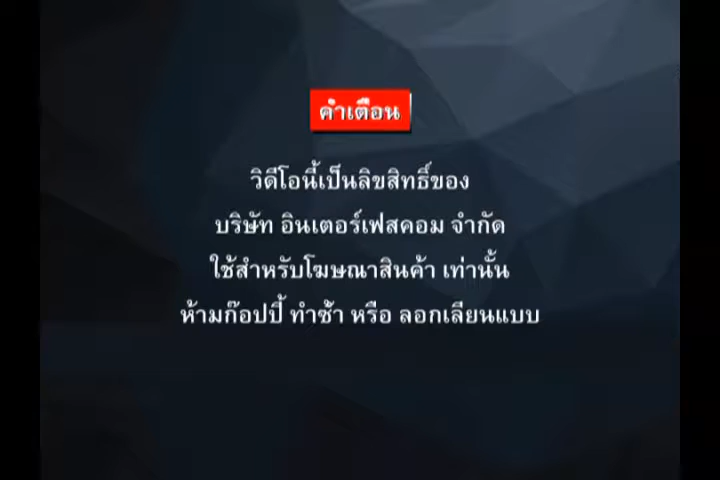 คำเตือน
วิดีโอนี้เป็นลิขสิทธิ์ของ
บริษัท อินเตอร์เฟสคอม จำกัด
ใช้สำหรับโฆษณาสินค้า เท่านั้น
ห้ามก๊อปปี้ ทำซ้ำ หรือ ลอกเลียนแบบ